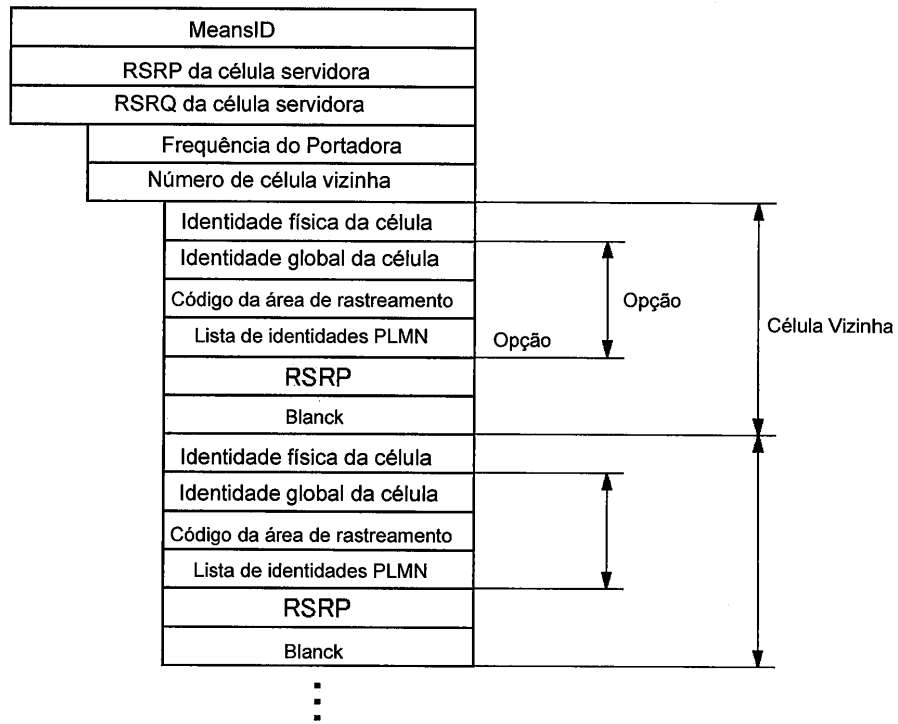 MeansID
RSRP da célula servidora
RSRQ da célula servidora
Frequência do Portadora
Número de célula vizinha
Identidade física da célula
Identidade global da célula
Código da área de rastreamento
Opção
Lista de identidades PLMN
Opção
Célula Vizinha
RSRP
Blanck
Identidade física da célula
Identidade global da célula
Código da área de rastreamento
Lista de identidades PLMN
RSRP
Blanck